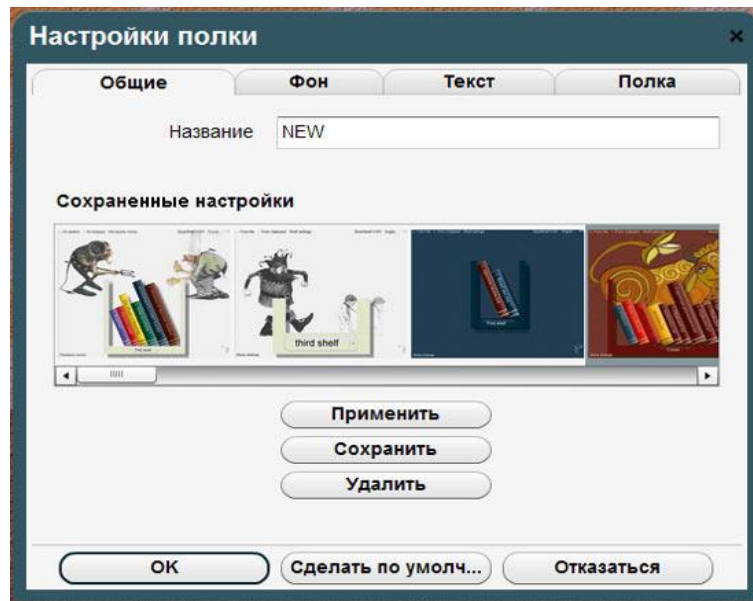 Настройки полки
Общие Фон Текст Полка
Название NEW
Сохраненные настройки
third shelf
Применить
Сохранить
Удалить
OK Сделать по умолч... Отказаться